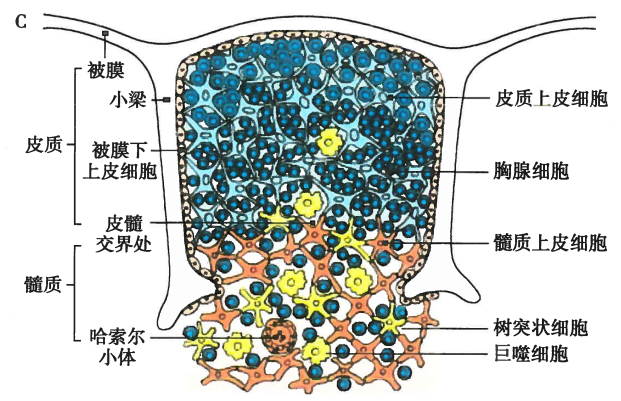 C
被膜
小梁
皮质
被膜下
上皮细胞
皮髓
交界处
髓质
哈索尔
小体
皮质上皮细胞
胸腺细胞
髓质上皮细胞
树突状细胞
巨噬细胞